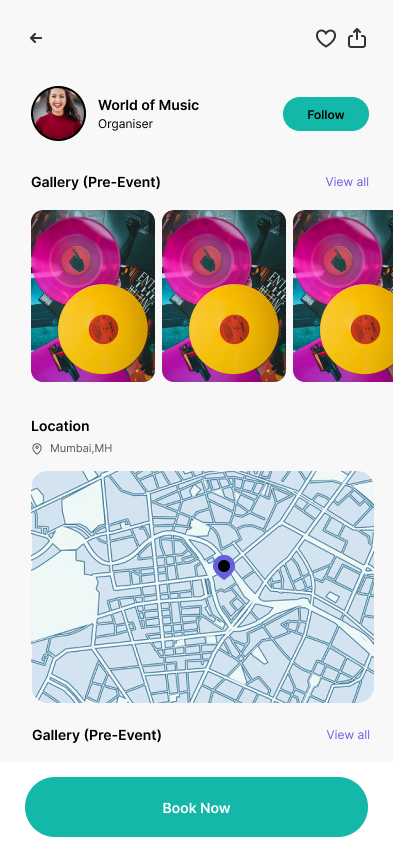 World of Music
Organiser
Follow
Gallery (Pre-Event)
View all
Location
Mumbai,MH
Gallery (Pre-Event)
View all
Book Now